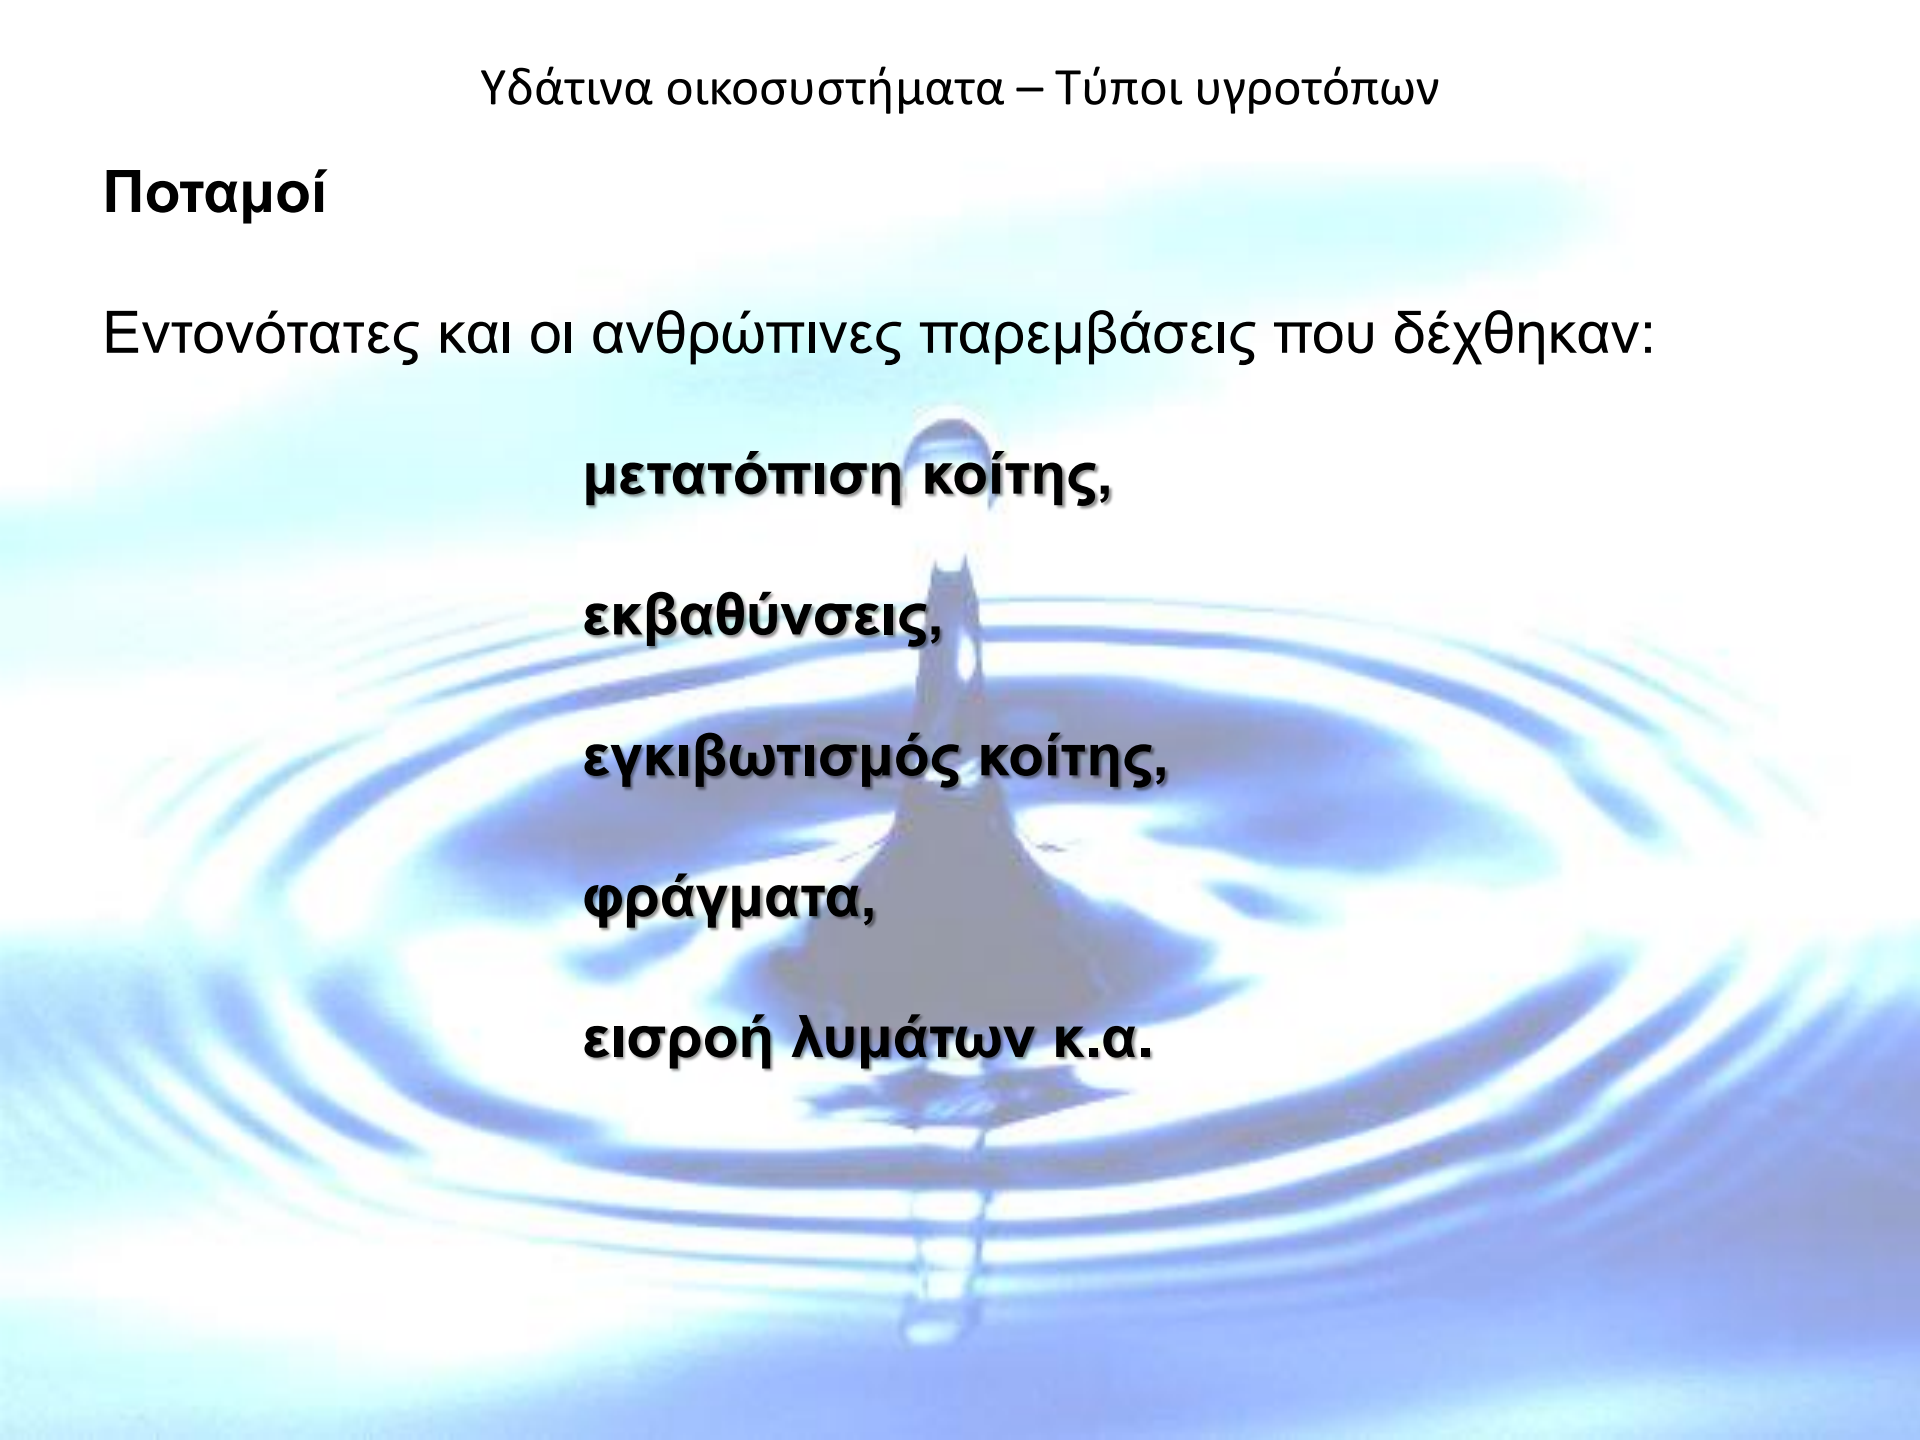 Υδάτινα οικοσυστήματα – Τύποι υγροτόπων
Ποταμοί
Εντονότατες και οι ανθρώπινες παρεμβάσεις που δέχθηκαν:
μετατόπιση κοίτης,
εκβαθύνσεις,
εγκιβωτισμός κοίτης,
φράγματα,
εισροή λυμάτων κ.α.